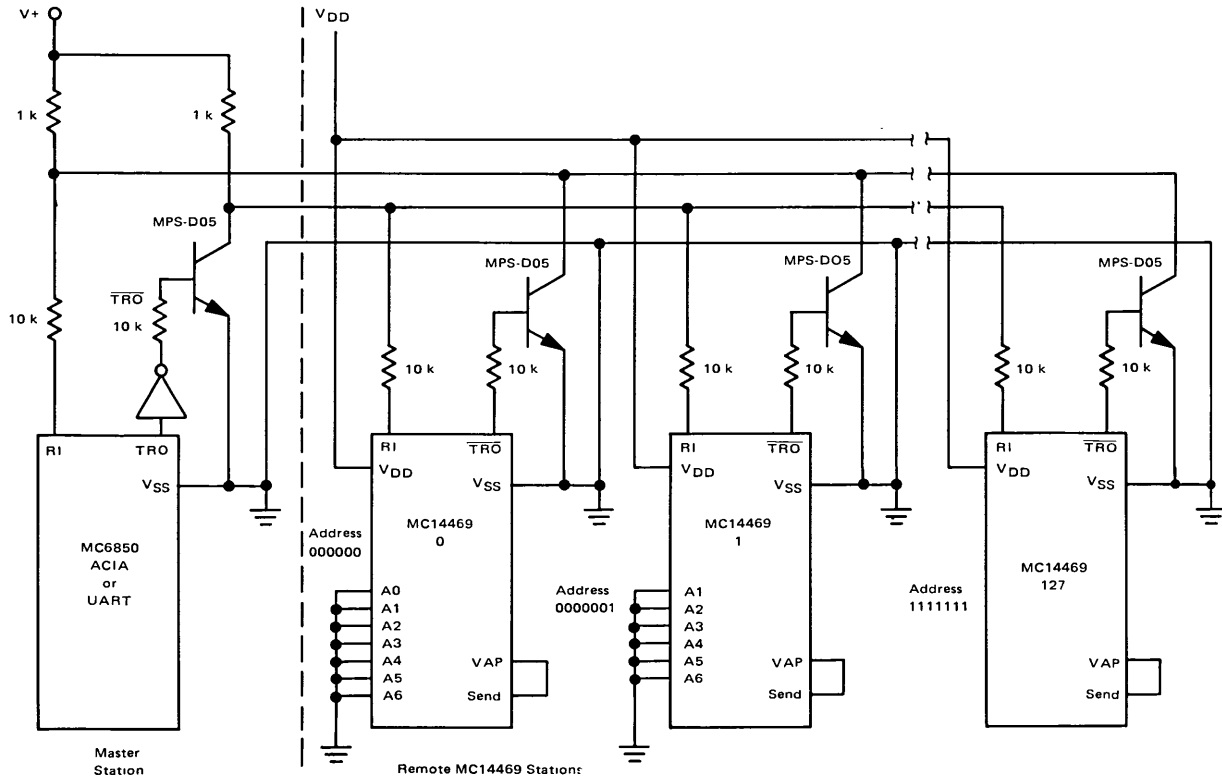 V+
VDD
1 k
1 k
MPS-D05
TRO
10 k
10 k
RI
TRO
VSS
MC6850
ACIA
or
UART
Master
Station
MPS-D05
10 k
10 k
RI
TRO
VDD
VSS
MC14469
0
Address
000000
A0
A1
A2
A3
A4
A5
A6
VAP
Send
MPS-DO5
10 k
10 k
RI
TRO
VDD
VSS
MC14469
1
Address
0000001
A1
A2
A3
A4
A5
A6
VAP
Send
MPS-D05
10 k
10 k
RI
TRO
VDD
VSS
MC14469
127
Address
1111111
VAP
Send
Remote MC14469 Stations